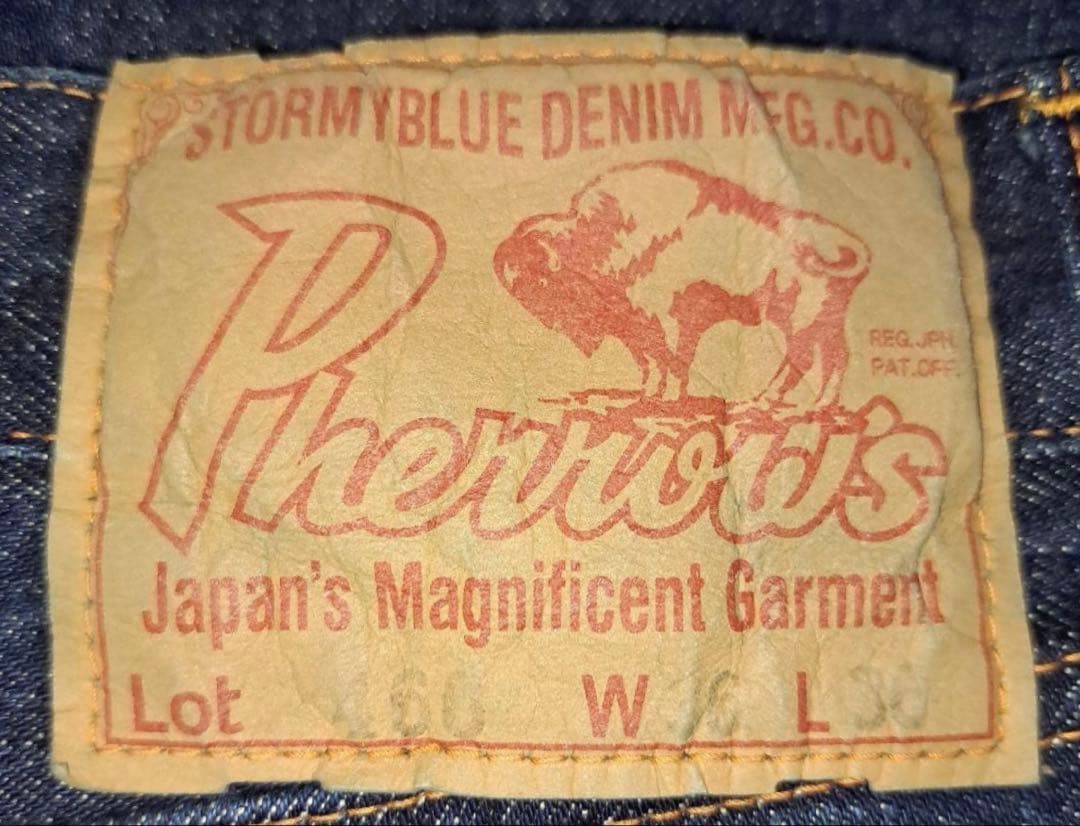 STORMYBLUE DENIM MFG.CO.
Pherrow's
REG. JPN.
PAT.OFF.
Japan's Magnificent Garment
Lot W L